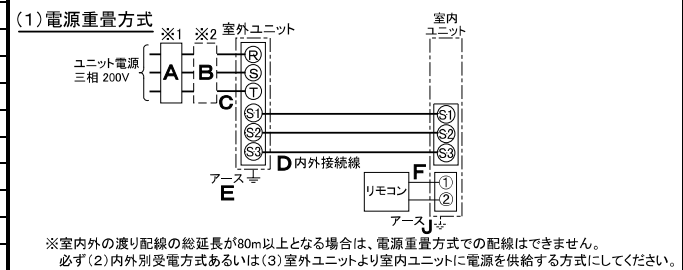 (1)電源重畳方式
※1 ※2 室外ユニット
室内
ユニット
ユニット電源
三相 200V
A
B
C
R
S
T
S1
S2
S3
S1
S2
S3
D 内外接続線
アース
E
F
リモコン
①
②
アース
J
※室内外の渡り配線の総延長が80m以上となる場合は、電源重畳方式での配線はできません。
必ず(2)内外別受電方式あるいは(3)室外ユニットより室内ユニットに電源を供給する方式にしてください。